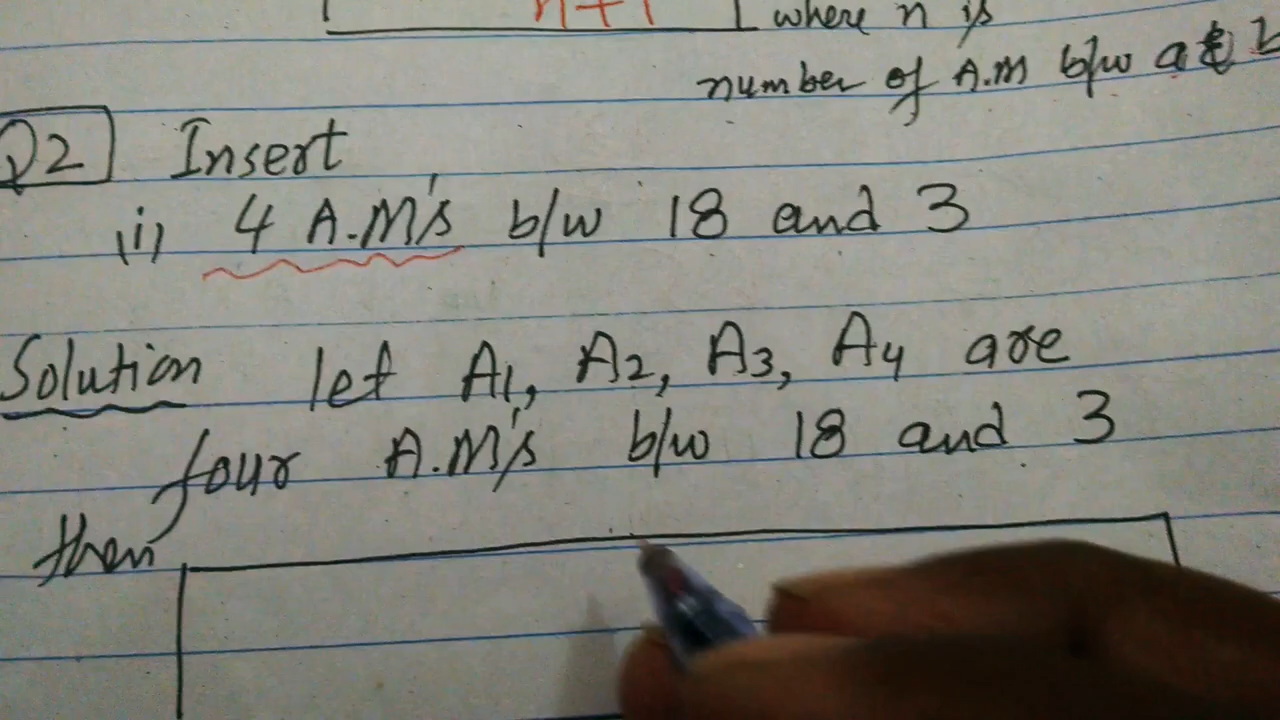 n+1 where n is
number of A.M b/w a & b
Q2 Insert
(i) 4 A.M's b/w 18 and 3
Solution let A1, A2, A3, A4 are
four A.M's b/w 18 and 3
then